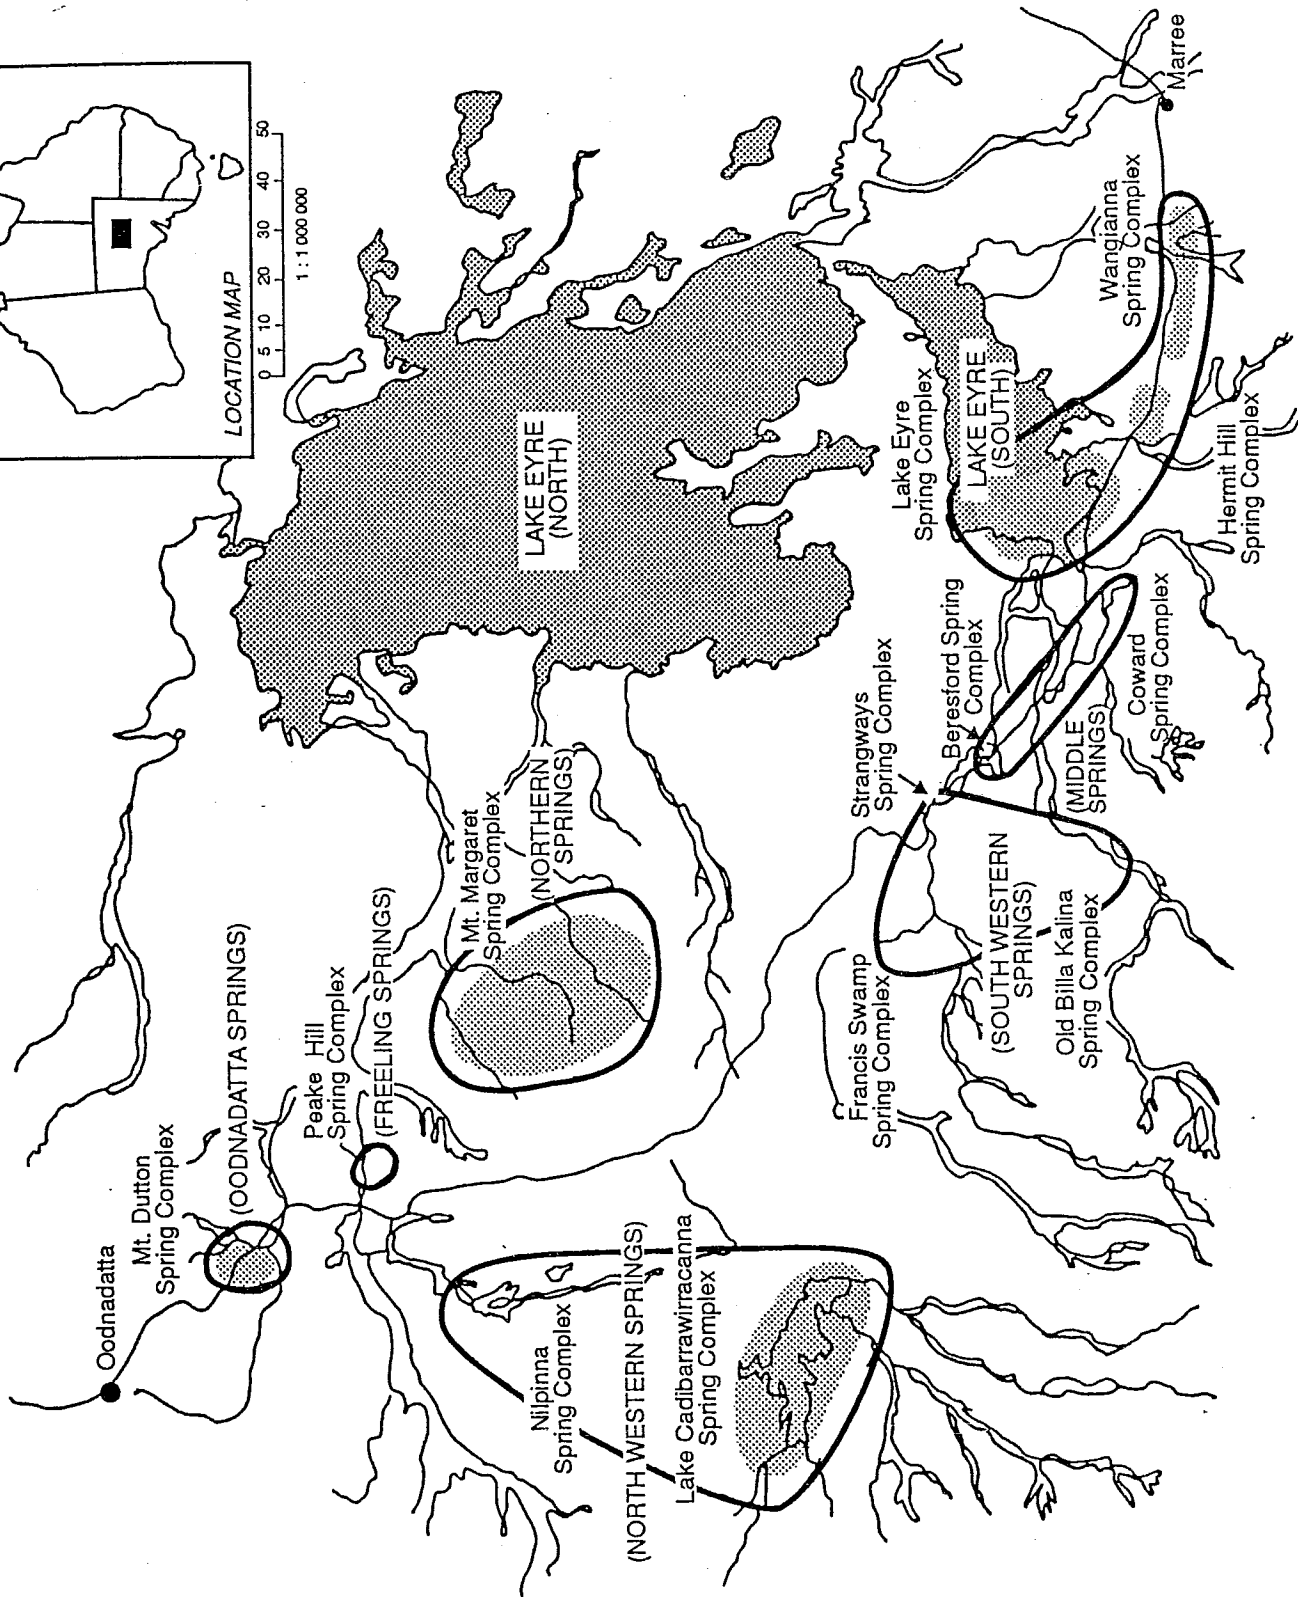 LOCATION MAP
0 5 10 20 30 40 50
1 : 1 000 000
Oodnadatta
Mt. Dutton
Spring Complex
(OODNADATTA SPRINGS)
Peake Hill
Spring Complex
(FREELING SPRINGS)
Mt. Margaret
Spring Complex
(NORTHERN
SPRINGS)
LAKE EYRE
(NORTH)
Nilpinna
Spring Complex
(NORTH WESTERN SPRINGS)
Lake Cadibarrawirracanna
Spring Complex
Francis Swamp
Spring Complex
Strangways
Spring Complex
Beresford Spring
Complex
Lake Eyre
Spring Complex
LAKE EYRE
(SOUTH)
(SOUTH WESTERN
SPRINGS)
Old Billa Kalina
Spring Complex
(MIDDLE
SPRINGS)
Coward
Spring Complex
Hermit Hill
Spring Complex
Wangianna
Spring Complex
Marree